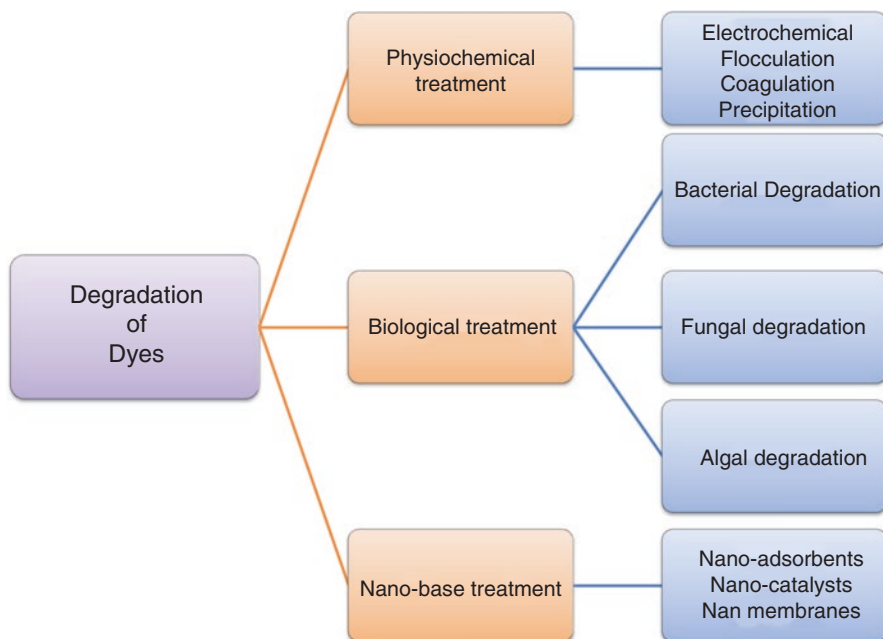 Degradation
of
Dyes
Physiochemical
treatment
Electrochemical
Flocculation
Coagulation
Precipitation
Biological treatment
Bacterial Degradation
Fungal degradation
Algal degradation
Nano-base treatment
Nano-adsorbents
Nano-catalysts
Nan membranes